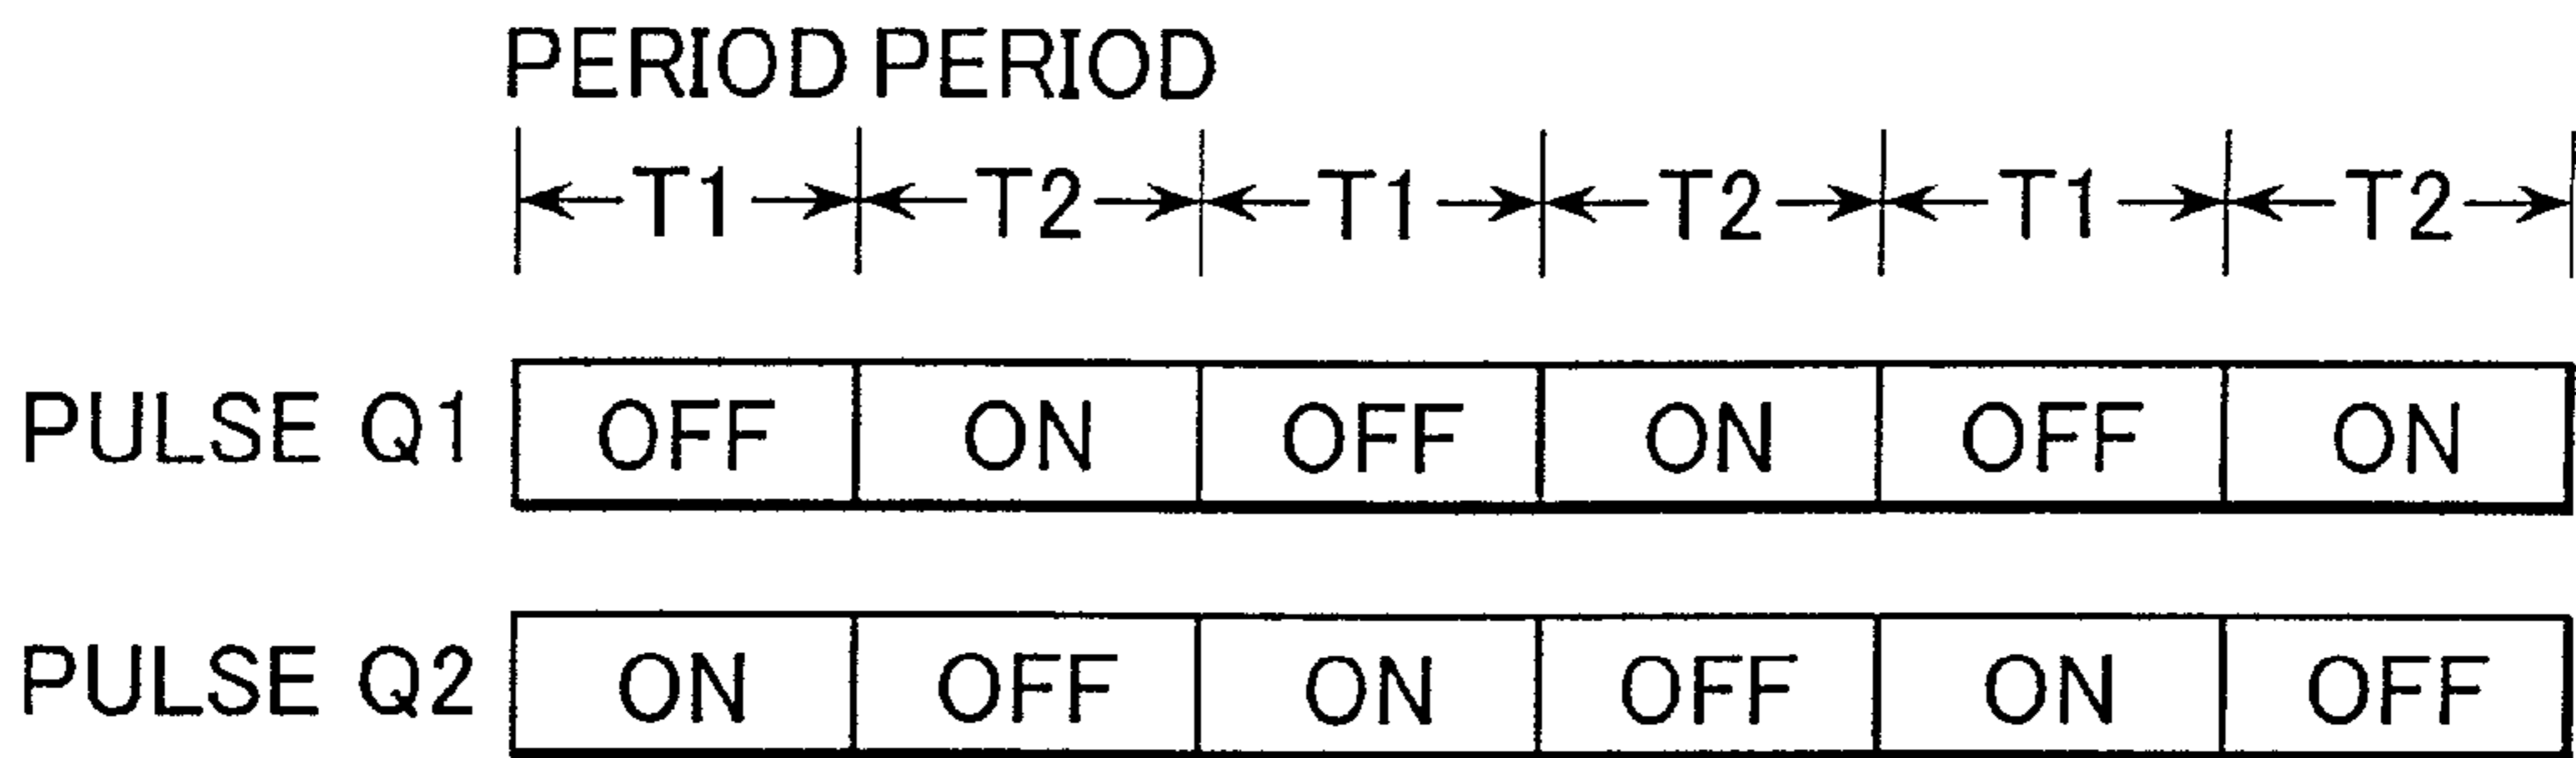 PERIOD PERIOD
T1 T2 T1 T2 T1 T2
PULSE Q1 OFF ON OFF ON OFF ON
PULSE Q2 ON OFF ON OFF ON OFF